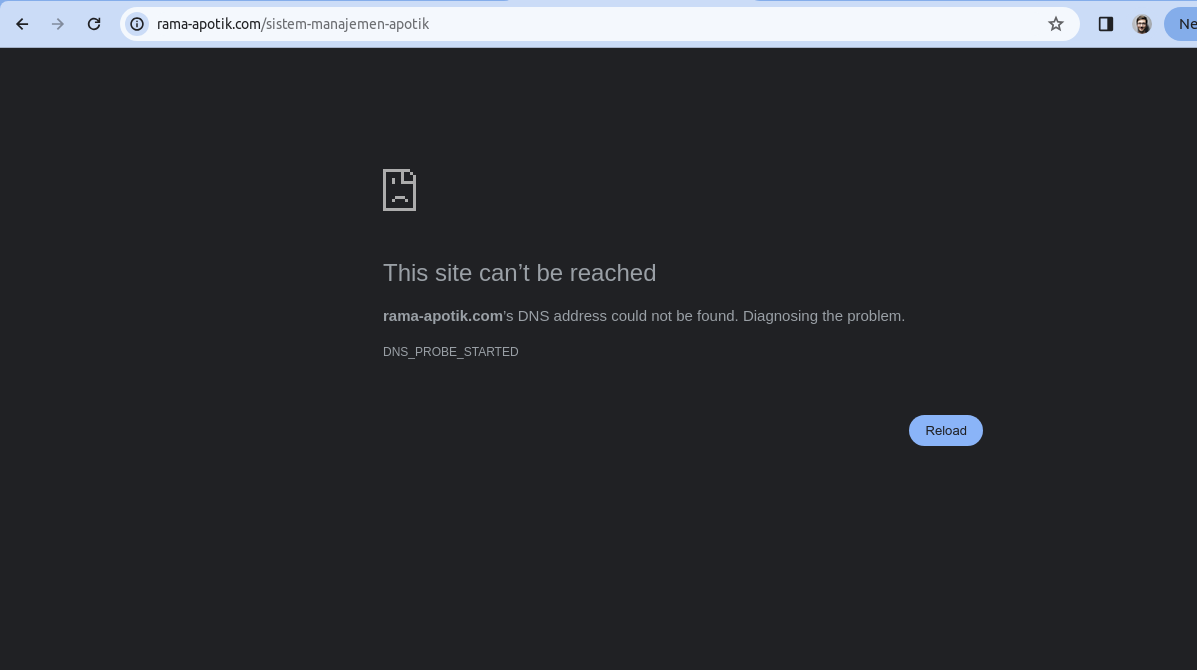 rama-apotik.com/sistem-manajemen-apotik
Ne
This site can’t be reached
rama-apotik.com’s DNS address could not be found. Diagnosing the problem.
DNS_PROBE_STARTED
Reload